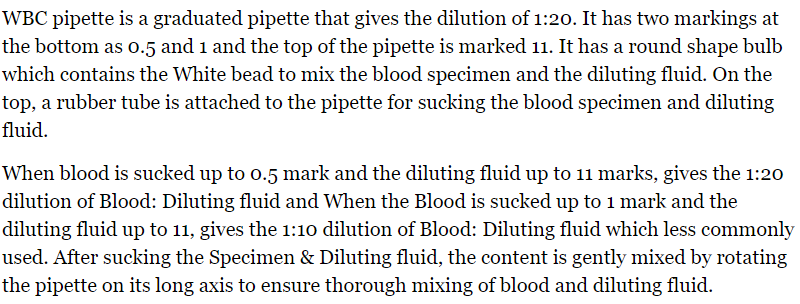 WBC pipette is a graduated pipette that gives the dilution of 1:20. It has two markings at
the bottom as 0.5 and 1 and the top of the pipette is marked 11. It has a round shape bulb
which contains the White bead to mix the blood specimen and the diluting fluid. On the
top, a rubber tube is attached to the pipette for sucking the blood specimen and diluting
fluid.
When blood is sucked up to 0.5 mark and the diluting fluid up to 11 marks, gives the 1:20
dilution of Blood: Diluting fluid and When the Blood is sucked up to 1 mark and the
diluting fluid up to 11, gives the 1:10 dilution of Blood: Diluting fluid which less commonly
used. After sucking the Specimen & Diluting fluid, the content is gently mixed by rotating
the pipette on its long axis to ensure thorough mixing of blood and diluting fluid.